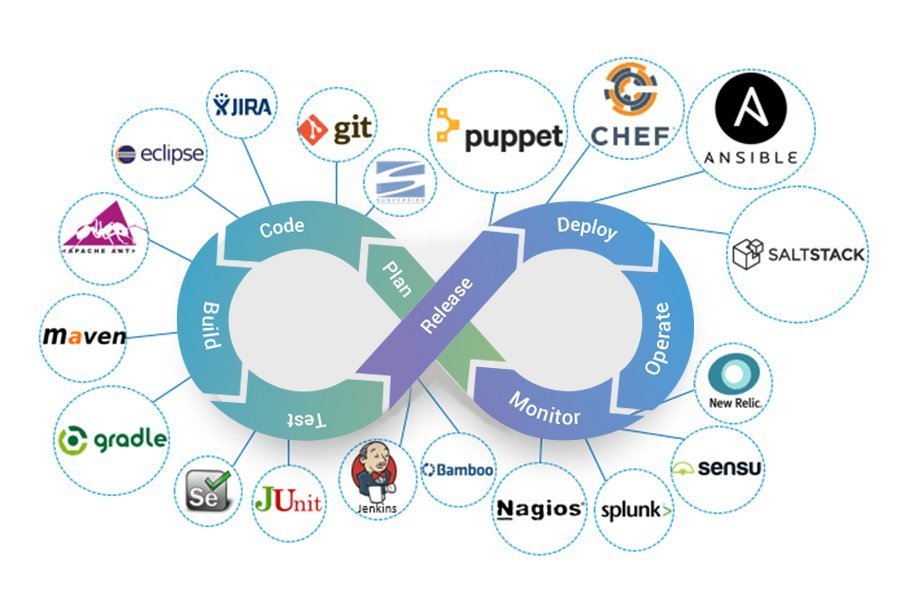 JIRA
git
eclipse
SUBVERSION
puppet
CHEF
ANSIBLE
<APACHE ANT>
SALTSTACK
Code
Plan
Release
Deploy
Build
Operate
Test
Monitor
maven
gradle
Se
JUnit
Jenkins
Bamboo
Nagios®
splunk>
sensu
New Relic.